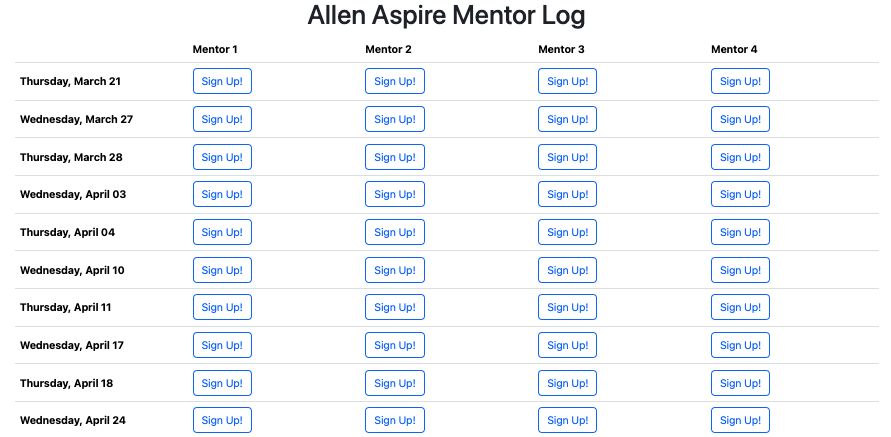 Allen Aspire Mentor Log
Mentor 1 Mentor 2 Mentor 3 Mentor 4
Thursday, March 21 Sign Up! Sign Up! Sign Up! Sign Up!
Wednesday, March 27 Sign Up! Sign Up! Sign Up! Sign Up!
Thursday, March 28 Sign Up! Sign Up! Sign Up! Sign Up!
Wednesday, April 03 Sign Up! Sign Up! Sign Up! Sign Up!
Thursday, April 04 Sign Up! Sign Up! Sign Up! Sign Up!
Wednesday, April 10 Sign Up! Sign Up! Sign Up! Sign Up!
Thursday, April 11 Sign Up! Sign Up! Sign Up! Sign Up!
Wednesday, April 17 Sign Up! Sign Up! Sign Up! Sign Up!
Thursday, April 18 Sign Up! Sign Up! Sign Up! Sign Up!
Wednesday, April 24 Sign Up! Sign Up! Sign Up! Sign Up!